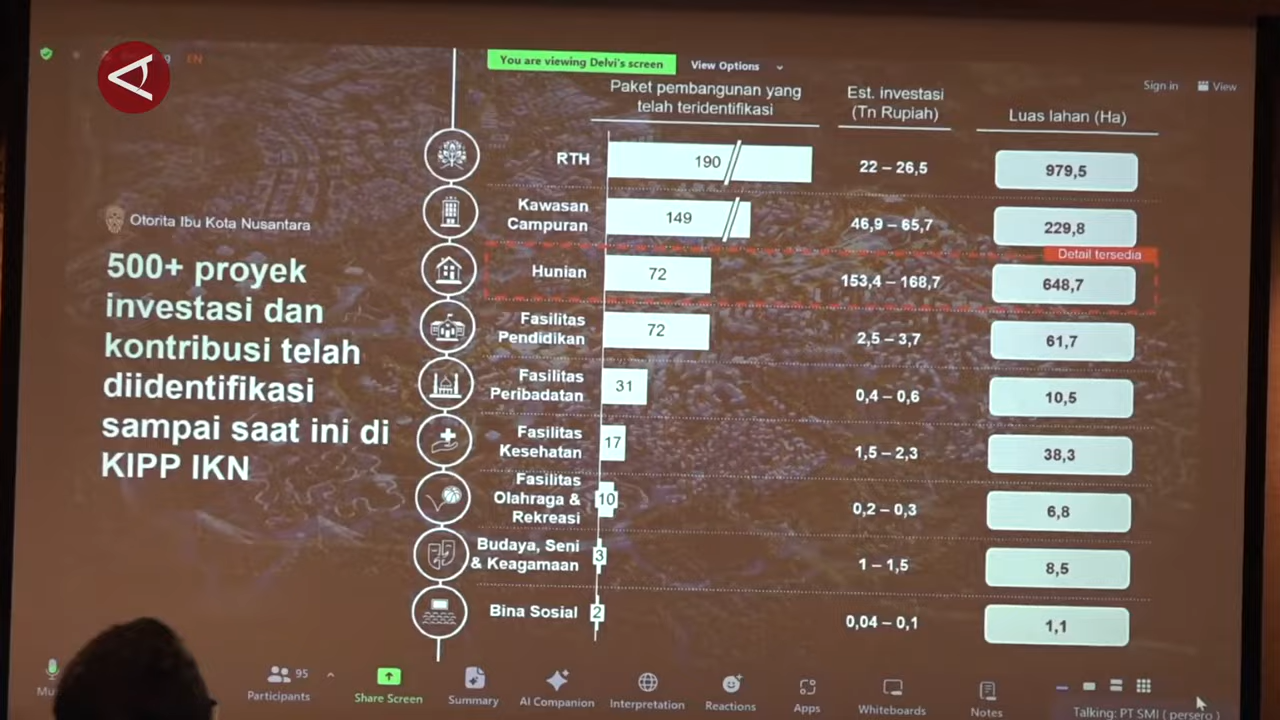 EN
You are viewing Delvi's screen
View Options
Sign in
View
Paket pembangunan yang
telah teridentifikasi
Est. investasi
(Tn Rupiah)
Luas lahan (Ha)
Otorita Ibu Kota Nusantara
500+ proyek
investasi dan
kontribusi telah
diidentifikasi
sampai saat ini di
KIPP IKN
RTH
190
22 – 26,5
979,5
Kawasan
Campuran
149
46,9 – 65,7
229,8
Detail tersedia
Hunian
72
153,4 – 168,7
648,7
Fasilitas
Pendidikan
72
2,5 – 3,7
61,7
Fasilitas
Peribadatan
31
0,4 – 0,6
10,5
Fasilitas
Kesehatan
17
1,5 – 2,3
38,3
Fasilitas
Olahraga &
Rekreasi
10
0,2 – 0,3
6,8
Budaya, Seni
& Keagamaan
3
1 – 1,5
8,5
Bina Sosial
2
0,04 – 0,1
1,1
95
Participants
Share Screen
Summary
AI Companion
Interpretation
Reactions
Apps
Whiteboards
Notes
Talking: PT SMI ( persero )